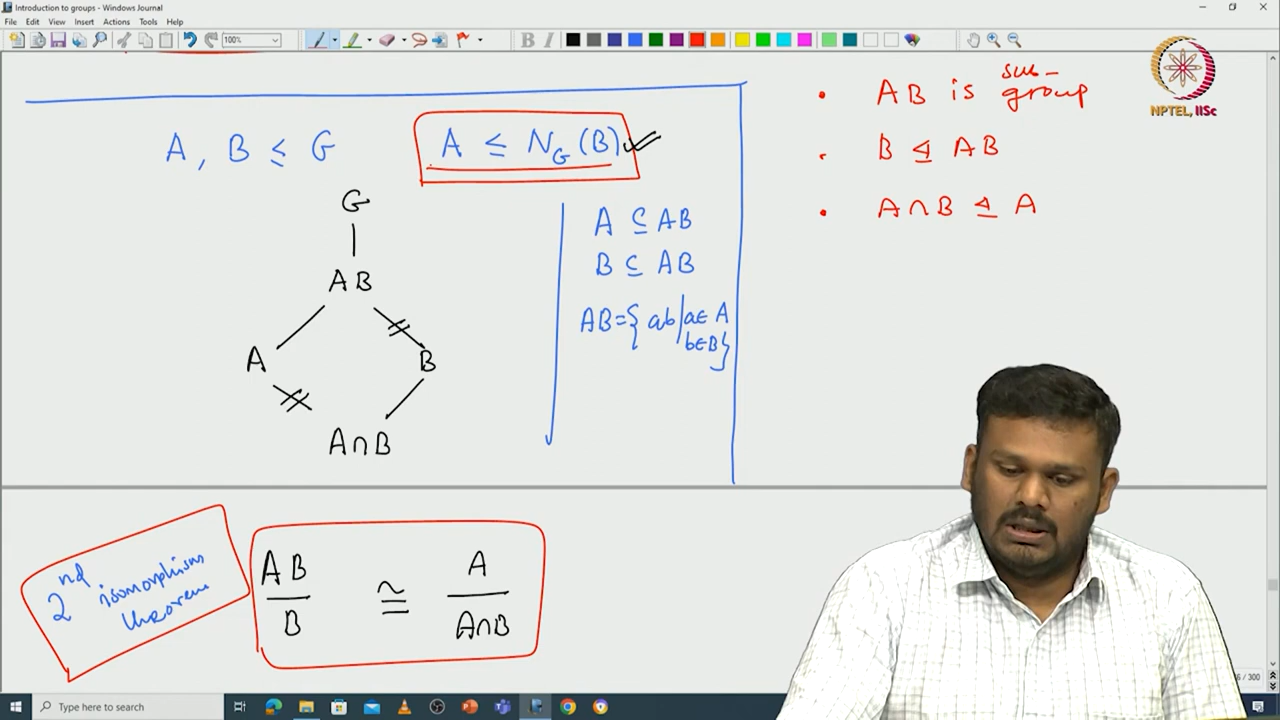 Introduction to groups - Windows Journal
File Edit View Insert Actions Tools Help
100%
NPTEL, IISc
A, B ≤ G
A ≤ N_G(B)
G
AB
A
B
A∩B
A ⊆ AB
B ⊆ AB
AB={ab|a∈A
b∈B}
• AB is sub-
group
• B ⊴ AB
• A∩B ⊴ A
2nd
isomorphism
theorem
AB/B ≅ A/A∩B
/ 300
Type here to search